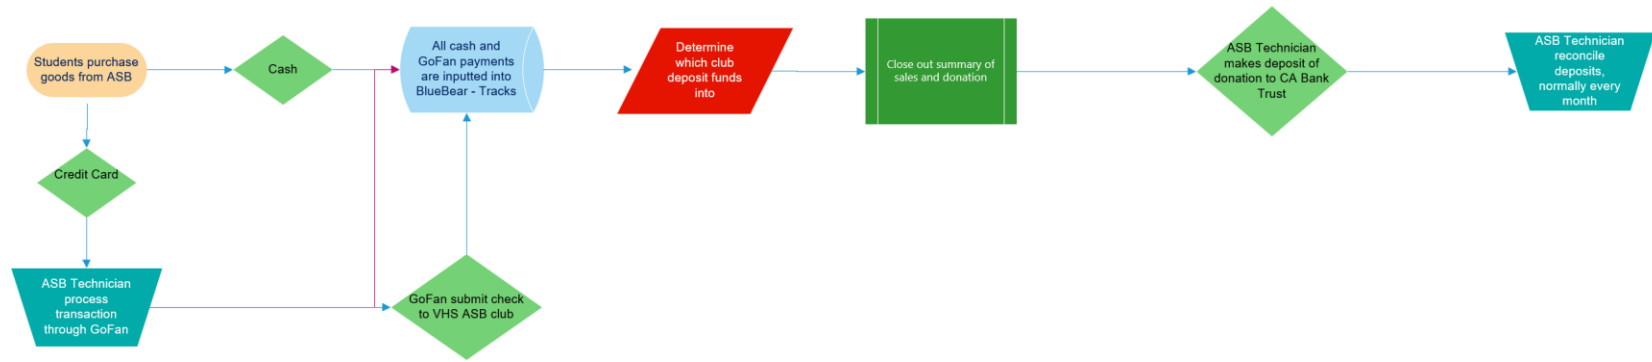 Students purchase
goods from ASB
Cash
All cash and
GoFan payments
are inputted into
BlueBear - Tracks
Determine
which club
deposit funds
into
Close out summary of
sales and donation
ASB Technician
makes deposit of
donation to CA Bank
Trust
ASB Technician
reconcile
deposits,
normally every
month
Credit Card
ASB Technician
process
transaction
through GoFan
GoFan submit check
to VHS ASB club